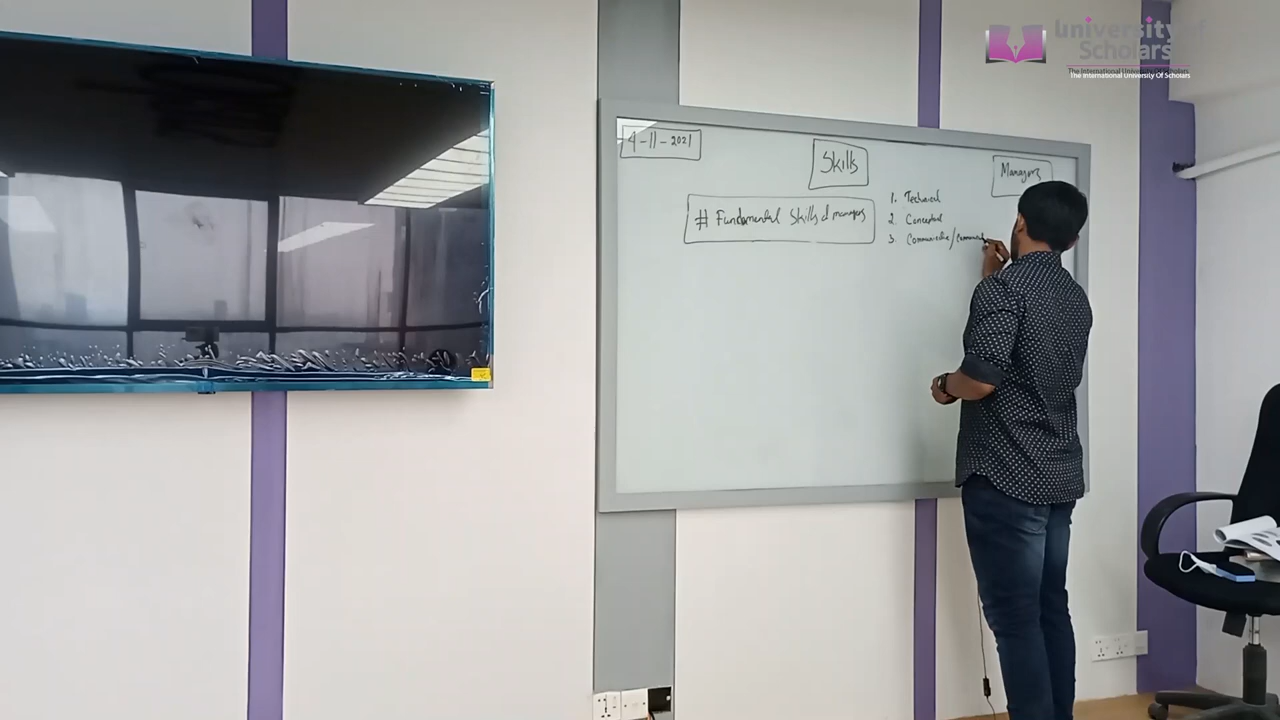 University of
Scholars
The International University Of Scholars
4-11-2021
Skills
Managers
# Fundamental Skills of managers
1. Technical
2. Conceptual
3.